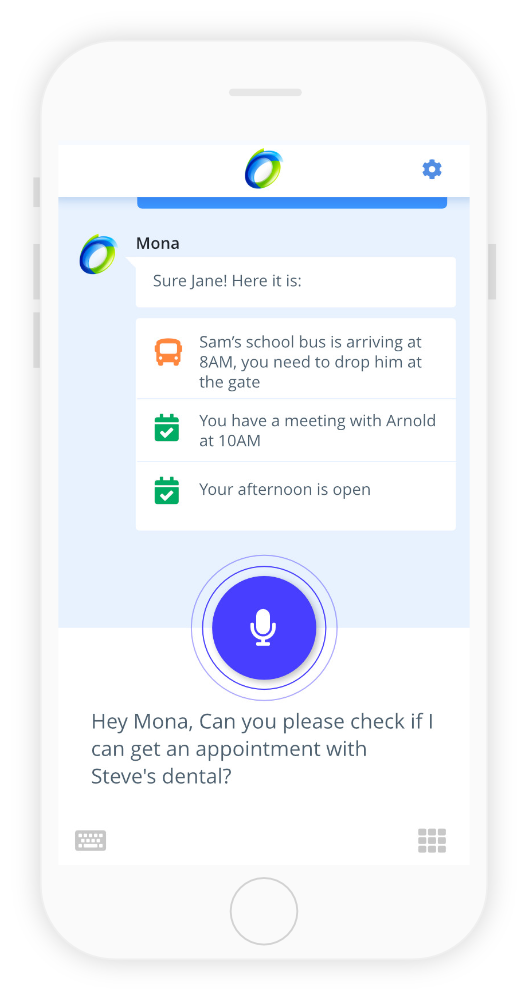 Mona
Sure Jane! Here it is:
Sam’s school bus is arriving at
8AM, you need to drop him at
the gate
You have a meeting with Arnold
at 10AM
Your afternoon is open
Hey Mona, Can you please check if I
can get an appointment with
Steve's dental?